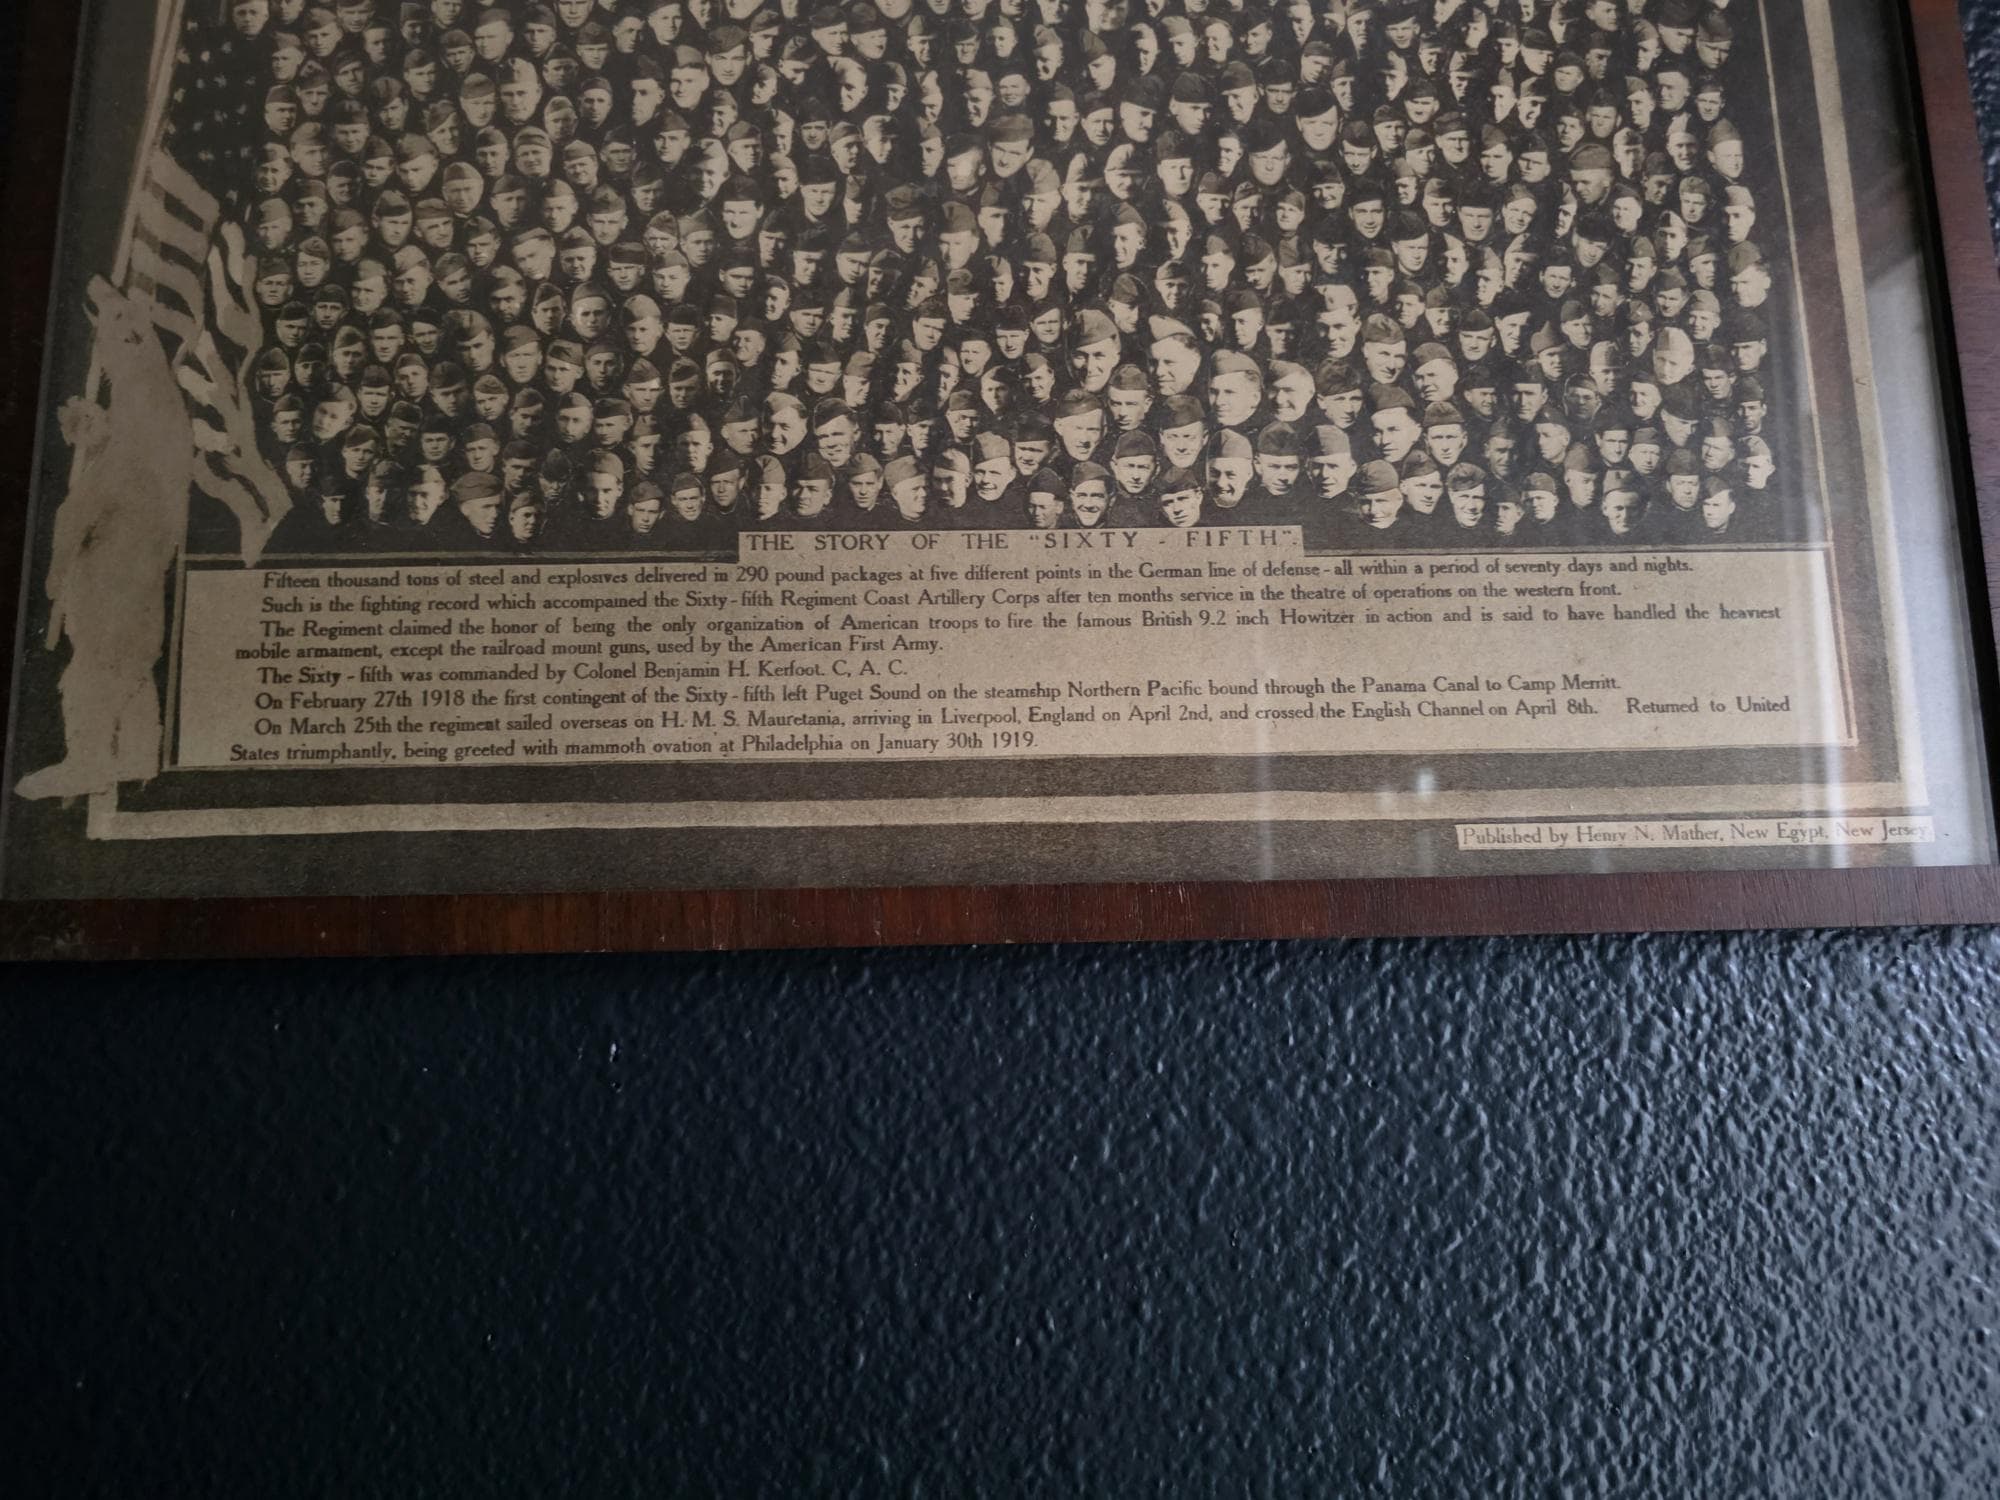 THE STORY OF THE "SIXTY - FIFTH".
Fifteen thousand tons of steel and explosives delivered in 290 pound packages at five different points in the German line of defense - all within a period of seventy days and nights.
Such is the fighting record which accompanied the Sixty - fifth Regiment Coast Artillery Corps after ten months service in the theatre of operations on the western front.
The Regiment claimed the honor of being the only organization of American troops to fire the famous British 9.2 inch Howitzer in action and is said to have handled the heaviest
mobile armament, except the railroad mount guns, used by the American First Army.
The Sixty - fifth was commanded by Colonel Benjamin H. Kerfoot. C, A. C.
On February 27th 1918 the first contingent of the Sixty - fifth left Puget Sound on the steamship Northern Pacific bound through the Panama Canal to Camp Merritt.
On March 25th the regiment sailed overseas on H. M. S. Mauretania, arriving in Liverpool, England on April 2nd, and crossed the English Channel on April 8th. Returned to United
States triumphantly, being greeted with mammoth ovation at Philadelphia on January 30th 1919.
Published by Henry N. Mather, New Egypt, New Jersey